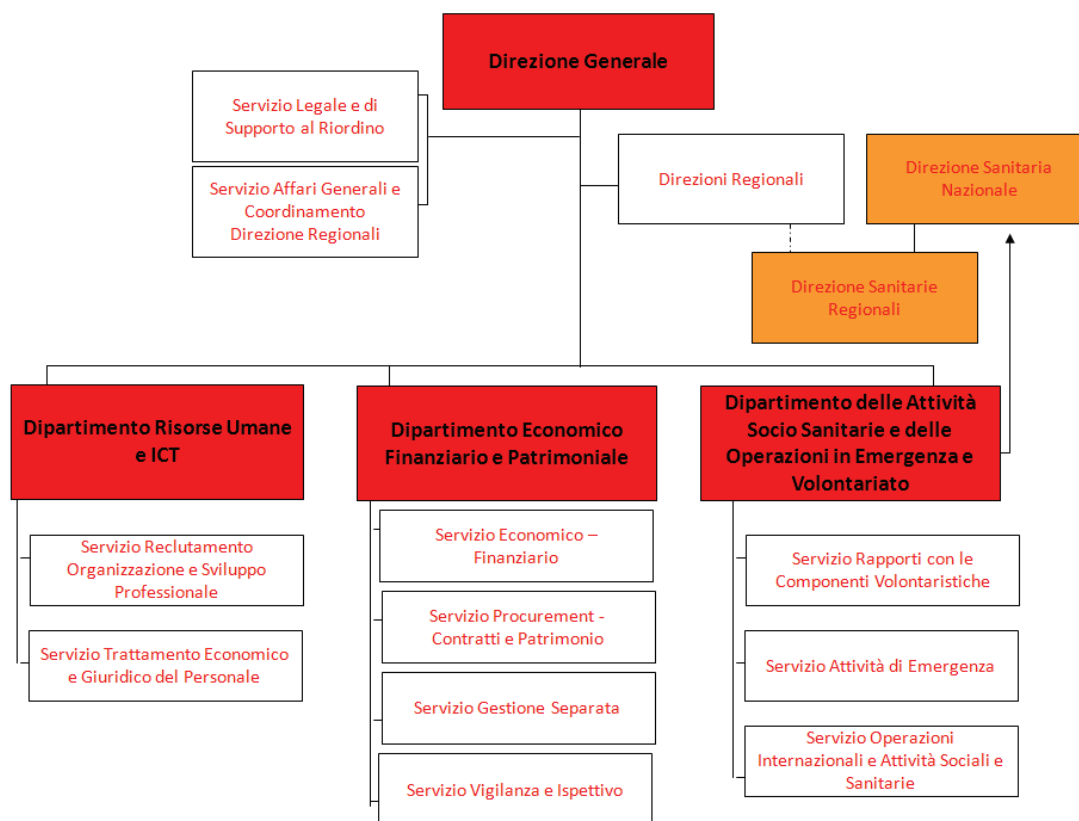 Direzione Generale
Servizio Legale e di
Supporto al Riordino
Servizio Affari Generali e
Coordinamento
Direzione Regionali
Direzioni Regionali
Direzione Sanitaria
Nazionale
Direzione Sanitarie
Regionali
Dipartimento Risorse Umane
e ICT
Dipartimento Economico
Finanziario e Patrimoniale
Dipartimento delle Attività
Socio Sanitarie e delle
Operazioni in Emergenza e
Volontariato
Servizio Reclutamento
Organizzazione e Sviluppo
Professionale
Servizio Trattamento Economico
e Giuridico del Personale
Servizio Economico –
Finanziario
Servizio Procurement -
Contratti e Patrimonio
Servizio Gestione Separata
Servizio Vigilanza e Ispettivo
Servizio Rapporti con le
Componenti Volontaristiche
Servizio Attività di Emergenza
Servizio Operazioni
Internazionali e Attività Sociali e
Sanitarie